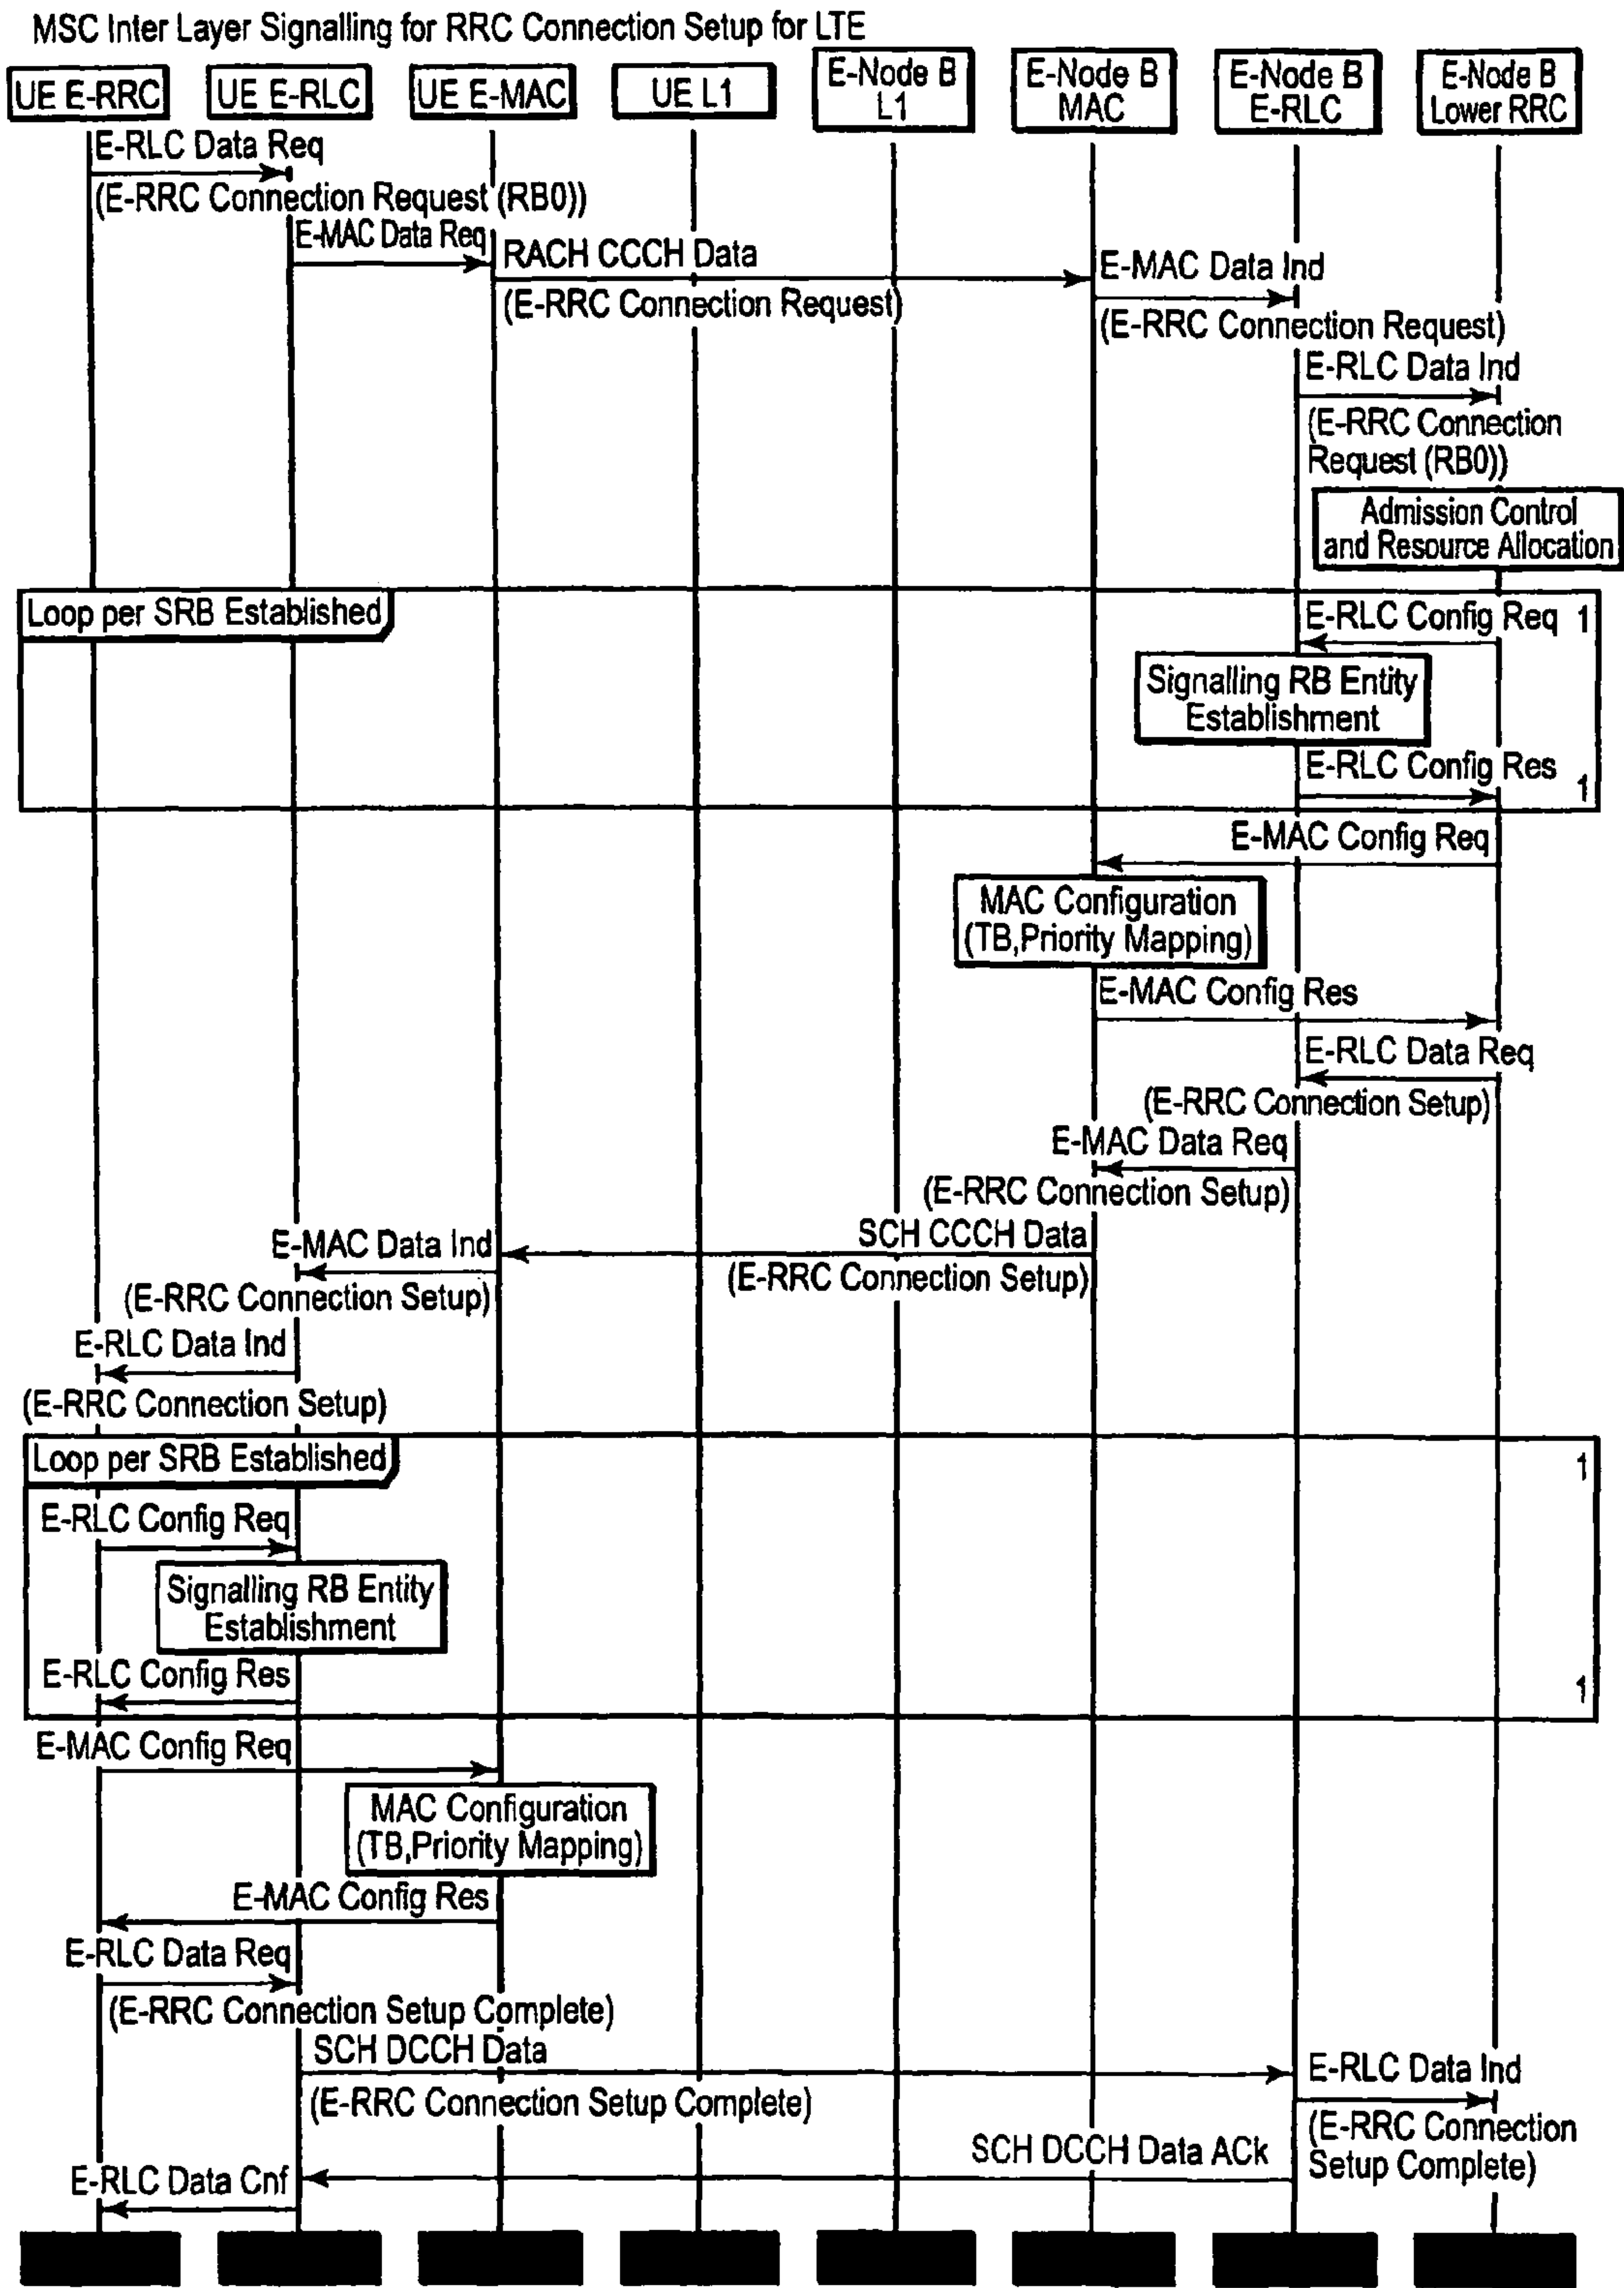 MSC Inter Layer Signalling for RRC Connection Setup for LTE
UE E-RRC
UE E-RLC
UE E-MAC
UE L1
E-Node B
L1
E-Node B
MAC
E-Node B
E-RLC
E-Node B
Lower RRC
E-RLC Data Req
(E-RRC Connection Request (RB0))
E-MAC Data Req
RACH CCCH Data
(E-RRC Connection Request)
E-MAC Data Ind
(E-RRC Connection Request)
E-RLC Data Ind
(E-RRC Connection
Request (RB0))
Admission Control
and Resource Allocation
Loop per SRB Established
E-RLC Config Req 1
Signalling RB Entity
Establishment
E-RLC Config Res
1
E-MAC Config Req
MAC Configuration
(TB,Priority Mapping)
E-MAC Config Res
E-RLC Data Req
(E-RRC Connection Setup)
E-MAC Data Req
(E-RRC Connection Setup)
SCH CCCH Data
(E-RRC Connection Setup)
E-MAC Data Ind
(E-RRC Connection Setup)
E-RLC Data Ind
(E-RRC Connection Setup)
Loop per SRB Established
1
E-RLC Config Req
Signalling RB Entity
Establishment
E-RLC Config Res
1
E-MAC Config Req
MAC Configuration
(TB,Priority Mapping)
E-MAC Config Res
E-RLC Data Req
(E-RRC Connection Setup Complete)
SCH DCCH Data
(E-RRC Connection Setup Complete)
E-RLC Data Ind
(E-RRC Connection
Setup Complete)
SCH DCCH Data ACk
E-RLC Data Cnf